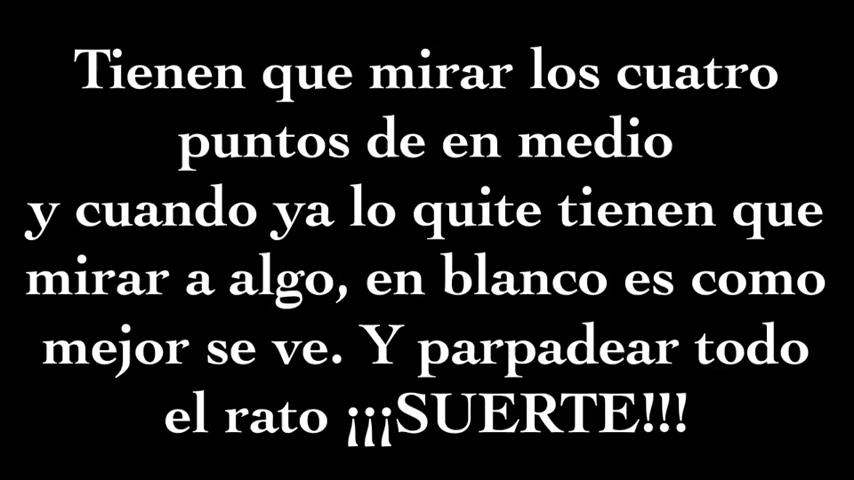 Tienen que mirar los cuatro
puntos de en medio
y cuando ya lo quite tienen que
mirar a algo, en blanco es como
mejor se ve. Y parpadear todo
el rato ¡¡¡SUERTE!!!